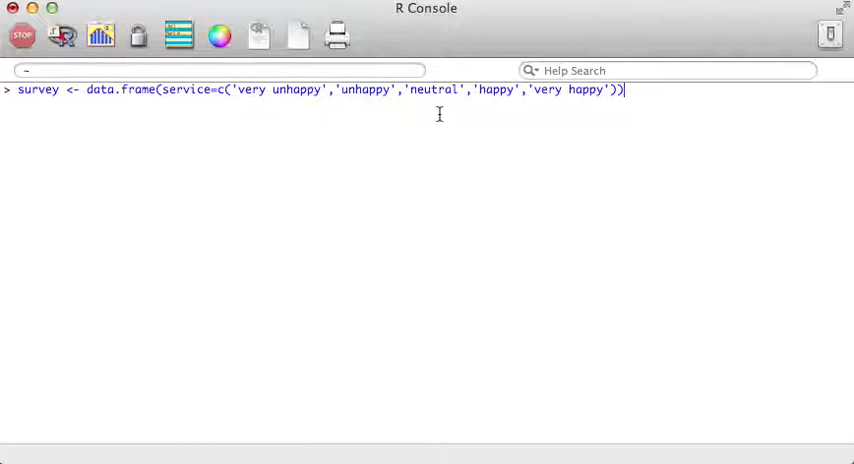 R Console
STOP
~
Help Search
> survey <- data.frame(service=c('very unhappy','unhappy','neutral','happy','very happy'))